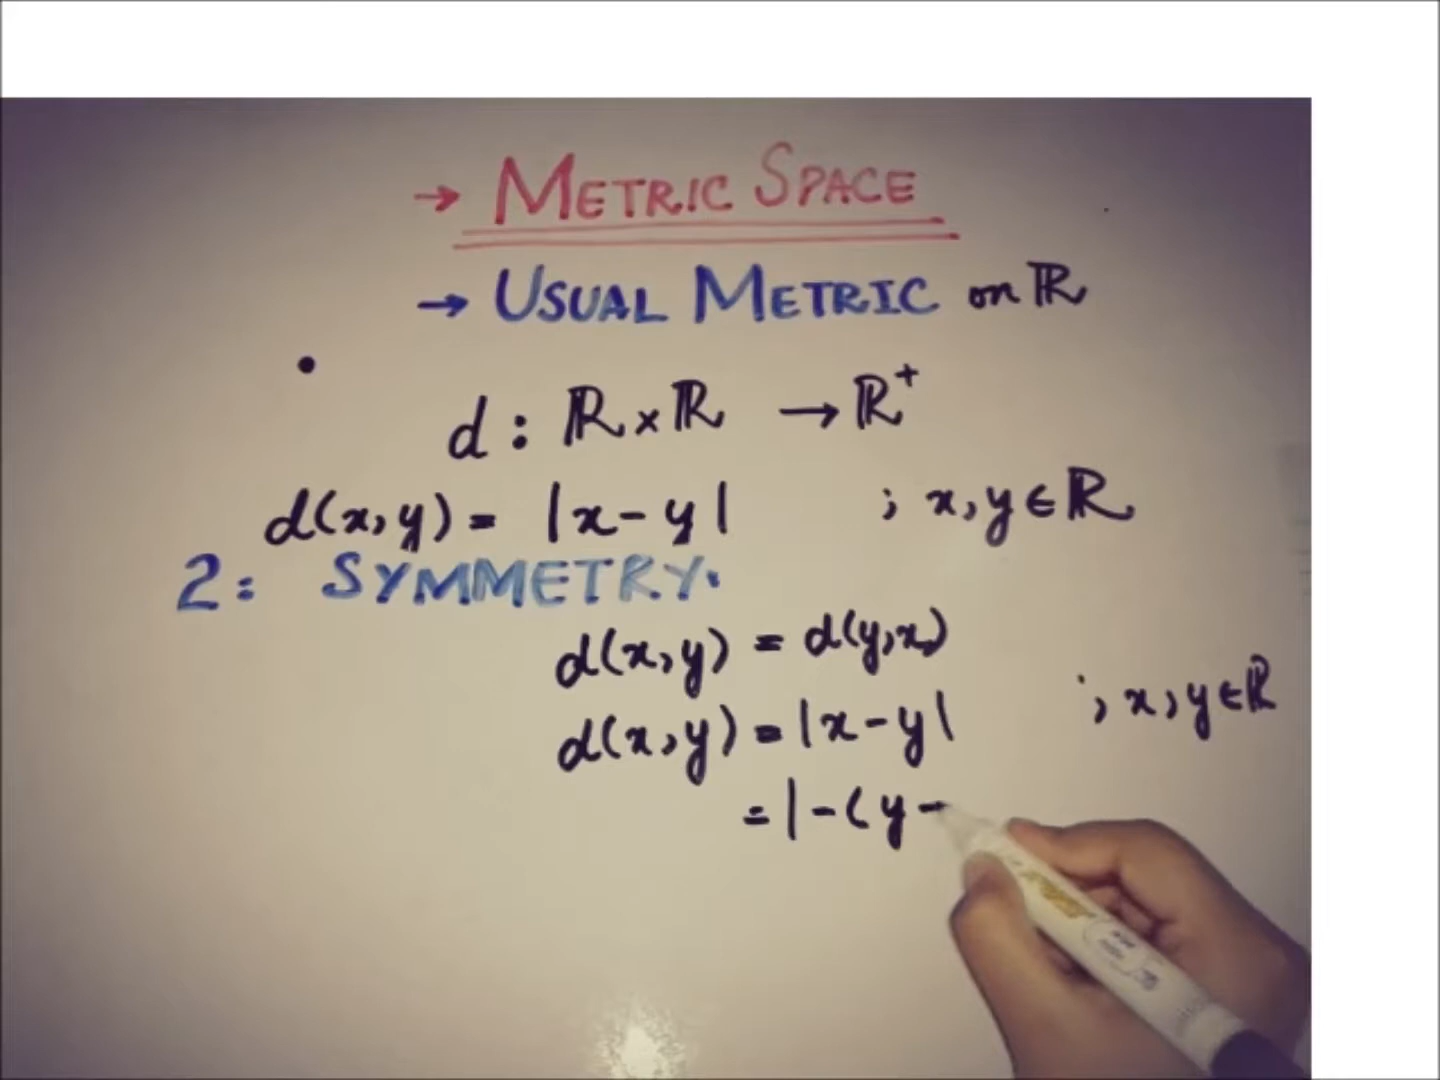 → METRIC SPACE
→ USUAL METRIC on ℝ
d : ℝ × ℝ → ℝ⁺
d(x,y) = |x - y| ; x, y ∈ ℝ
2: SYMMETRY.
d(x,y) = d(y,x)
d(x,y) = |x - y| ; x, y ∈ ℝ
= |-(y -